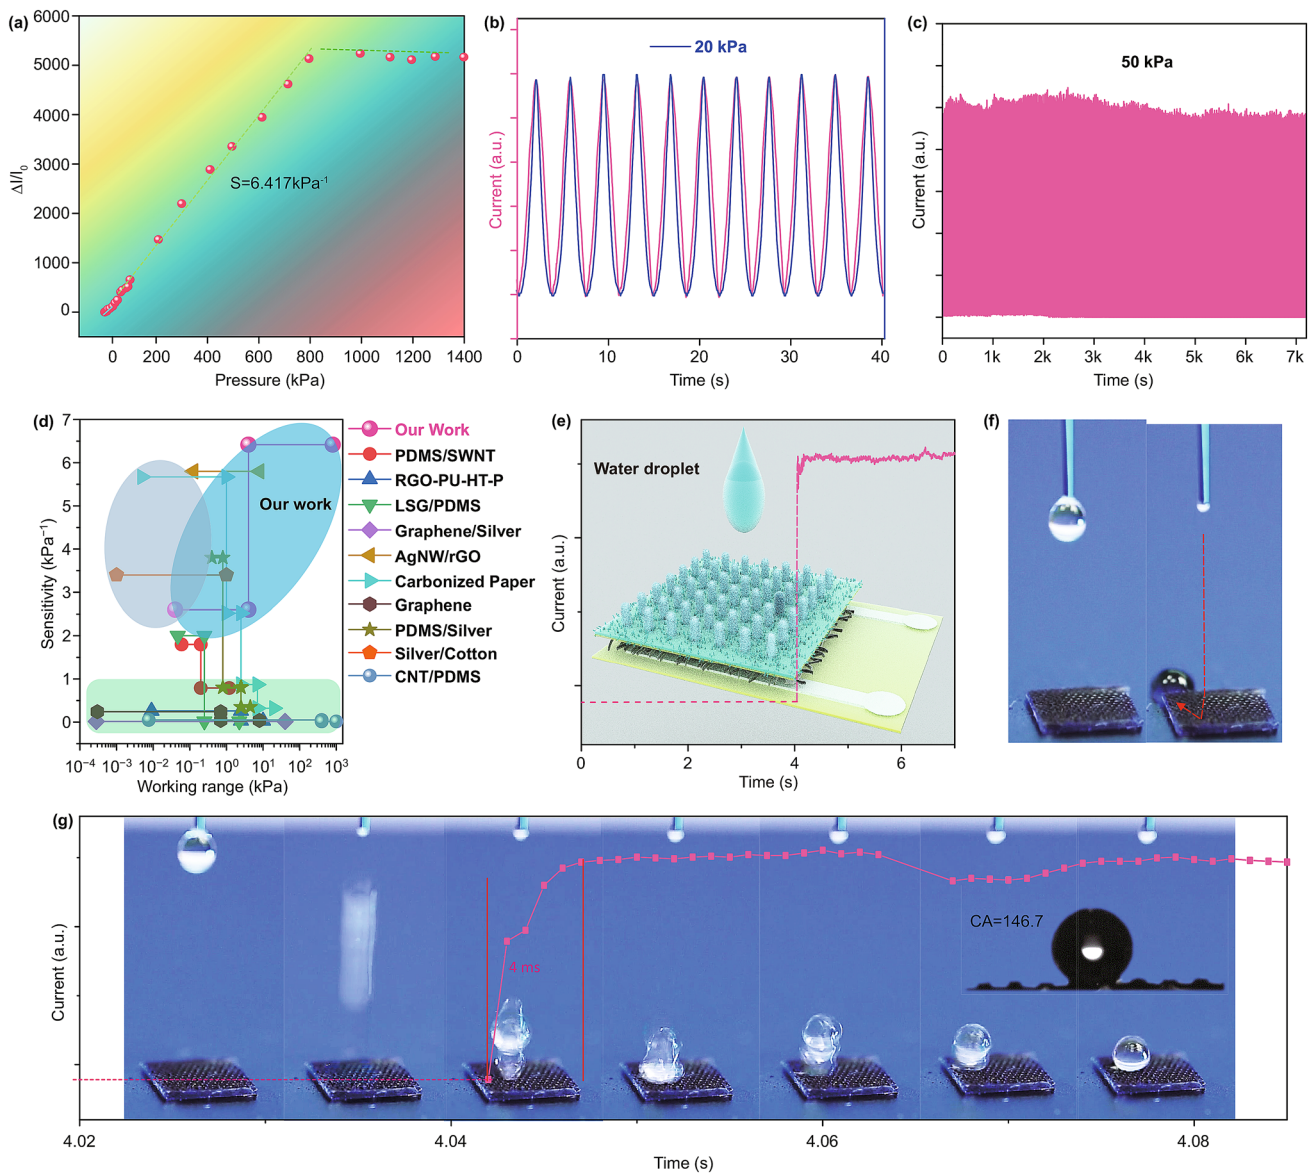 (a)
6000
5000
4000
3000
2000
1000
0
ΔI/I₀
S=6.417kPa⁻¹
0 200 400 600 800 1000 1200 1400
Pressure (kPa)
(b)
20 kPa
Current (a.u.)
0 10 20 30 40
Time (s)
(c)
50 kPa
Current (a.u.)
0 1k 2k 3k 4k 5k 6k 7k
Time (s)
(d)
7
6
5
4
3
2
1
0
Sensitivity (kPa⁻¹)
Our work
10⁻⁴ 10⁻³ 10⁻² 10⁻¹ 10⁰ 10¹ 10² 10³
Working range (kPa)
Our Work
PDMS/SWNT
RGO-PU-HT-P
LSG/PDMS
Graphene/Silver
AgNW/rGO
Carbonized Paper
Graphene
PDMS/Silver
Silver/Cotton
CNT/PDMS
(e)
Water droplet
Current (a.u.)
0 2 4 6
Time (s)
(f)
(g)
CA=146.7
4 ms
Current (a.u.)
4.02 4.04 4.06 4.08
Time (s)